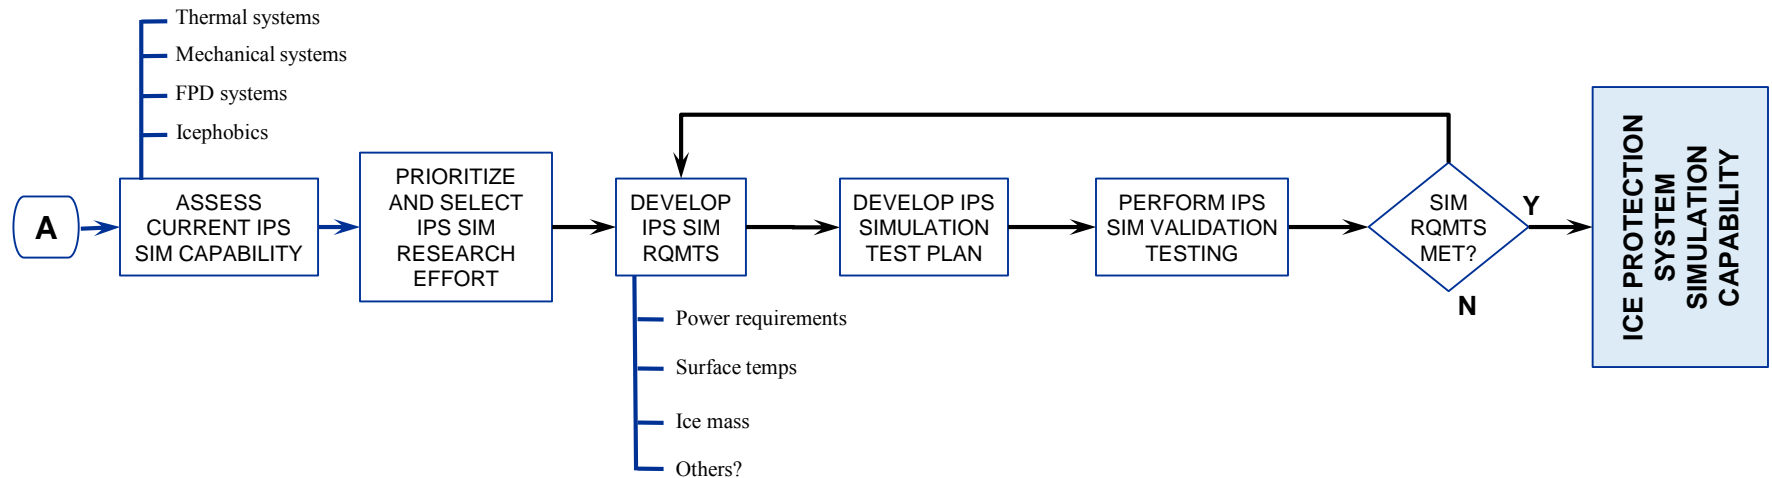 Thermal systems
Mechanical systems
FPD systems
Icephobics
A
ASSESS
CURRENT IPS
SIM CAPABILITY
PRIORITIZE
AND SELECT
IPS SIM
RESEARCH
EFFORT
DEVELOP
IPS SIM
RQMTS
Power requirements
Surface temps
Ice mass
Others?
DEVELOP IPS
SIMULATION
TEST PLAN
PERFORM IPS
SIM VALIDATION
TESTING
SIM
RQMTS
MET?
Y
N
ICE PROTECTION
SYSTEM
SIMULATION
CAPABILITY